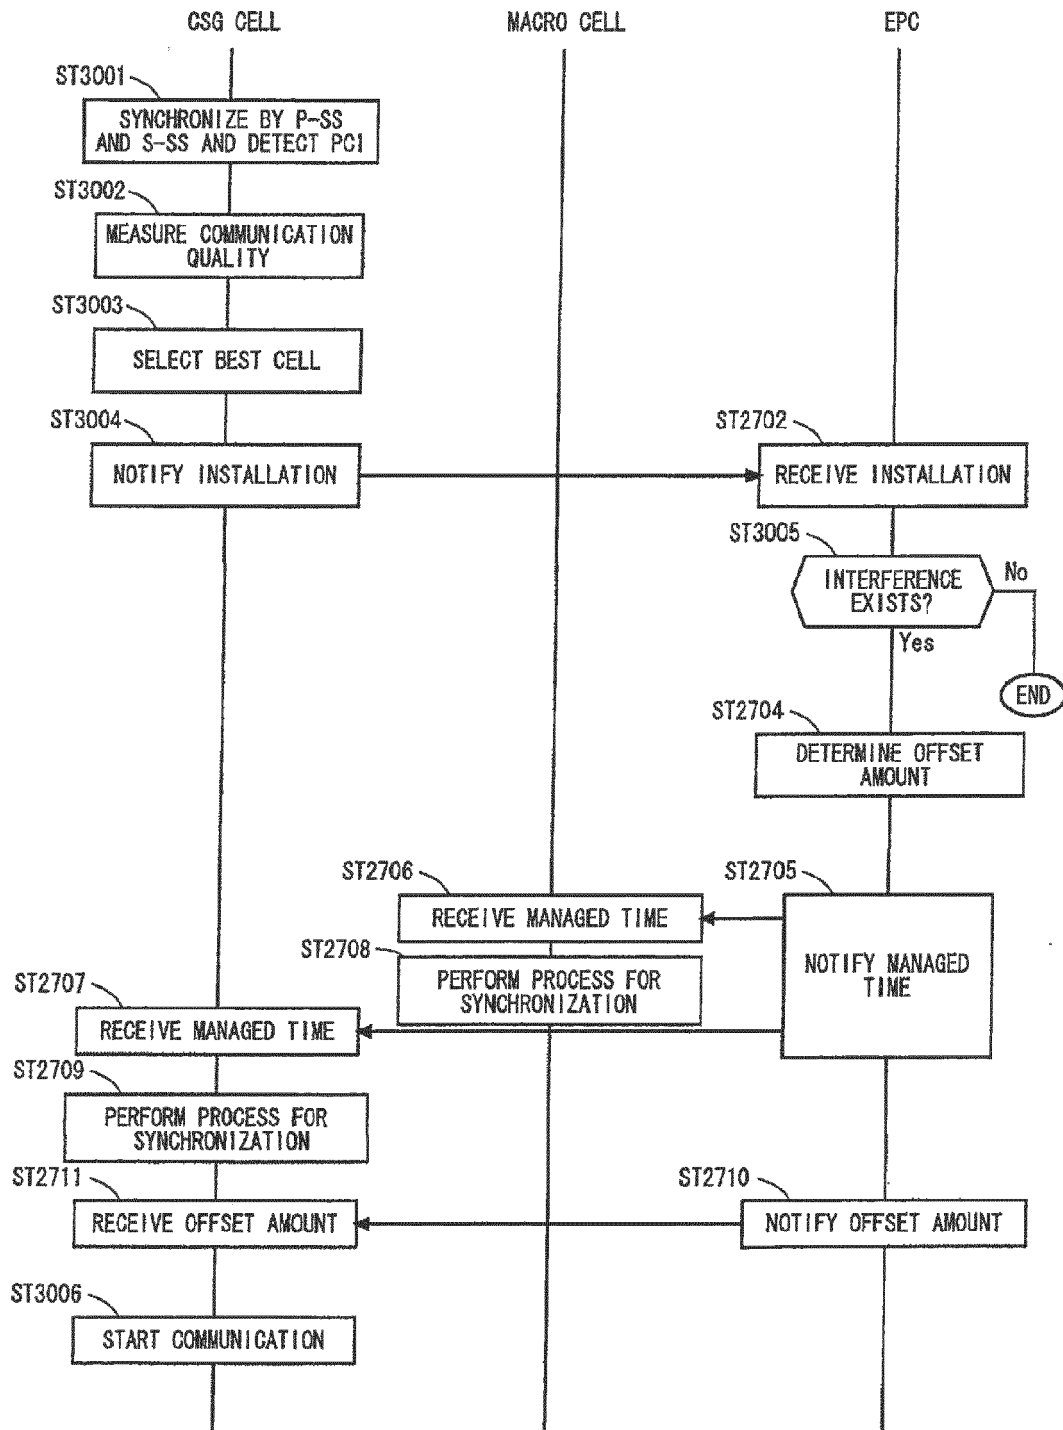 CSG CELL
MACRO CELL
EPC
ST3001
SYNCHRONIZE BY P-SS
AND S-SS AND DETECT PCI
ST3002
MEASURE COMMUNICATION
QUALITY
ST3003
SELECT BEST CELL
ST3004
NOTIFY INSTALLATION
ST2702
RECEIVE INSTALLATION
ST3005
INTERFERENCE
EXISTS?
No
Yes
END
ST2704
DETERMINE OFFSET
AMOUNT
ST2706
RECEIVE MANAGED TIME
ST2705
NOTIFY MANAGED
TIME
ST2708
PERFORM PROCESS FOR
SYNCHRONIZATION
ST2707
RECEIVE MANAGED TIME
ST2709
PERFORM PROCESS FOR
SYNCHRONIZATION
ST2711
RECEIVE OFFSET AMOUNT
ST2710
NOTIFY OFFSET AMOUNT
ST3006
START COMMUNICATION